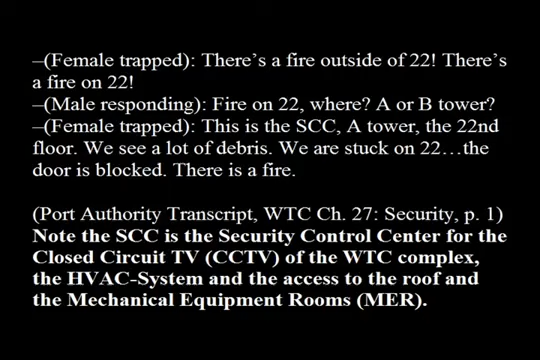 –(Female trapped): There's a fire outside of 22! There's
a fire on 22!
–(Male responding): Fire on 22, where? A or B tower?
–(Female trapped): This is the SCC, A tower, the 22nd
floor. We see a lot of debris. We are stuck on 22…the
door is blocked. There is a fire.
(Port Authority Transcript, WTC Ch. 27: Security, p. 1)
Note the SCC is the Security Control Center for the
Closed Circuit TV (CCTV) of the WTC complex,
the HVAC-System and the access to the roof and
the Mechanical Equipment Rooms (MER).